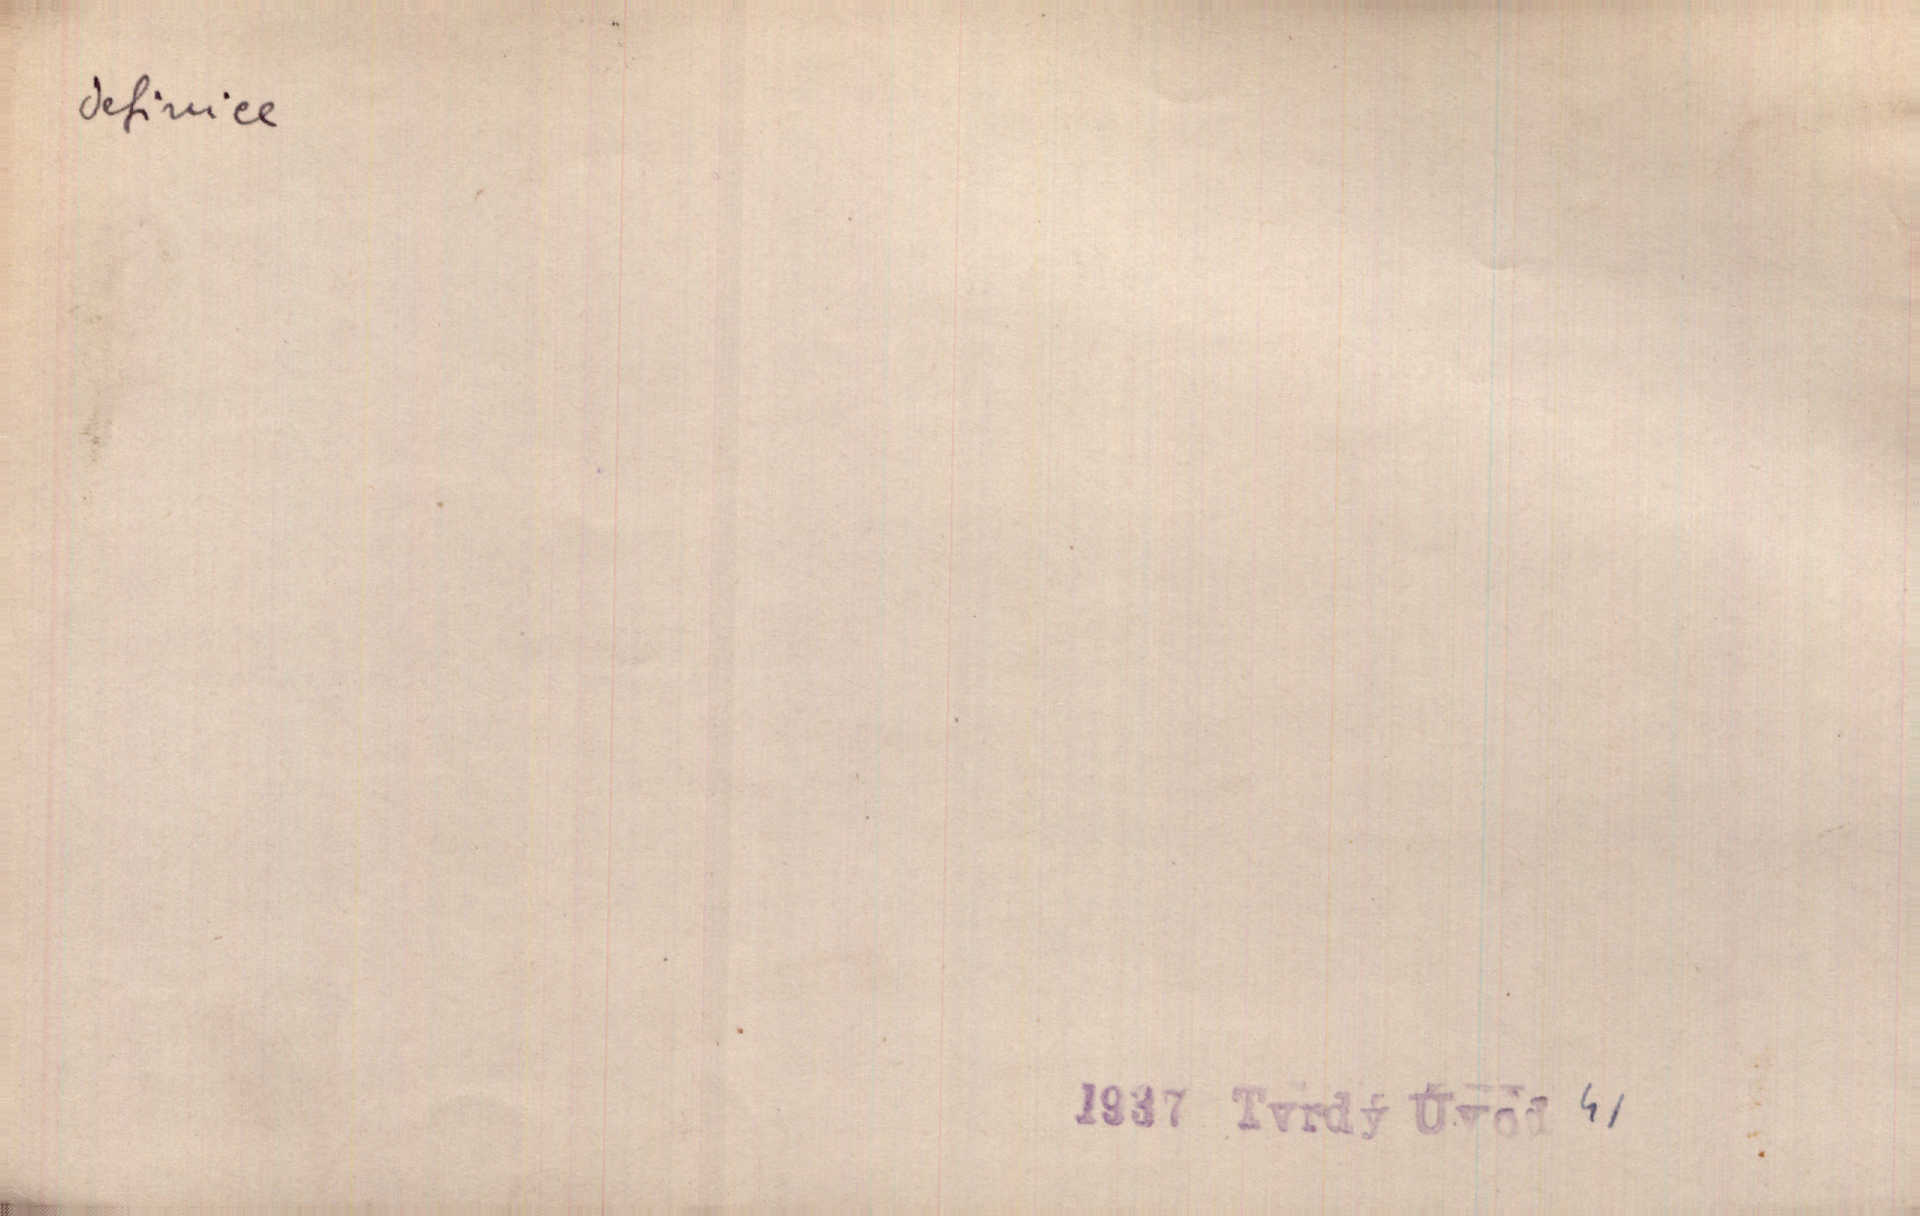 definice
1937 Tvrdý Úvod 41